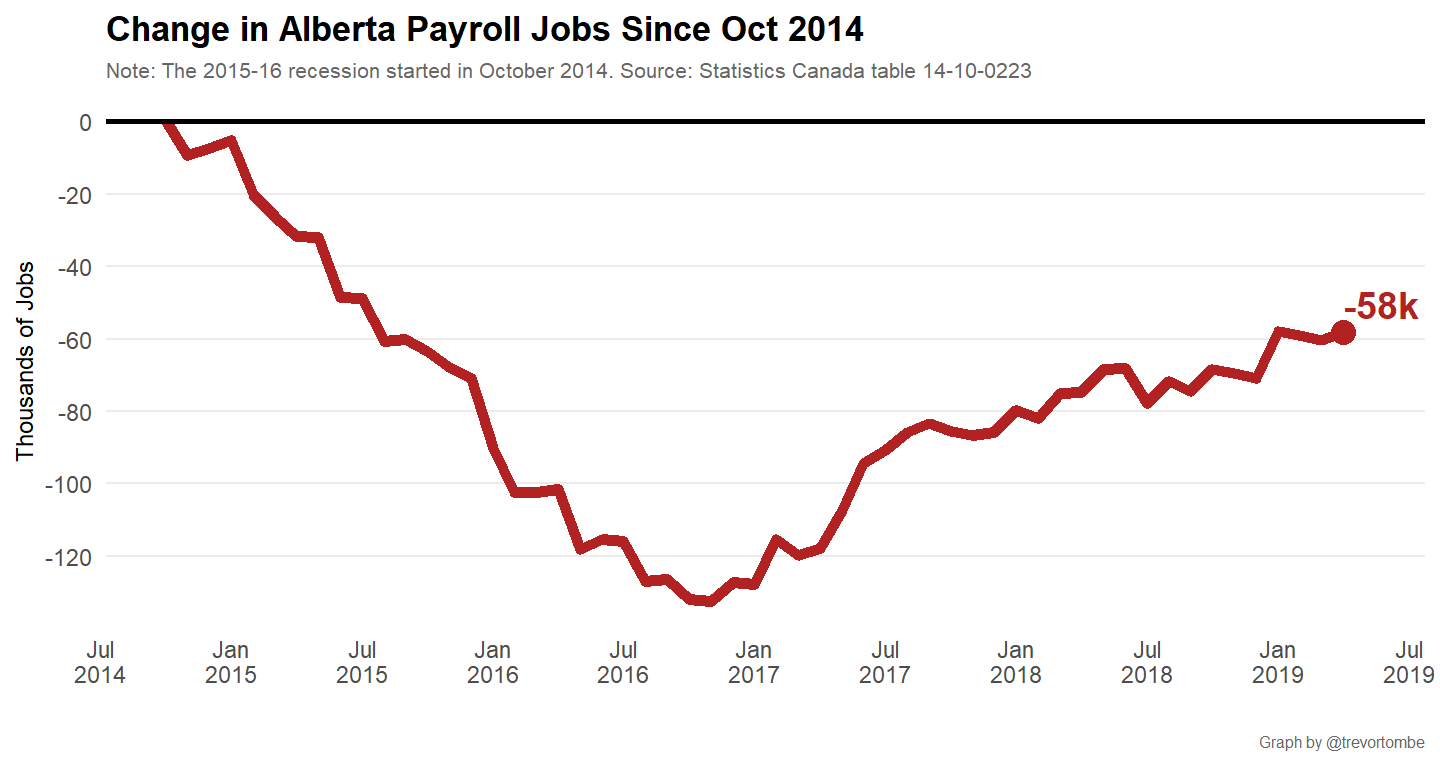 Change in Alberta Payroll Jobs Since Oct 2014
Note: The 2015-16 recession started in October 2014. Source: Statistics Canada table 14-10-0223
Thousands of Jobs
0
-20
-40
-60
-80
-100
-120
-58k
Jul Jan Jul Jan Jul Jan Jul Jan Jul Jan Jul
2014 2015 2015 2016 2016 2017 2017 2018 2018 2019 2019
Graph by @trevortombe